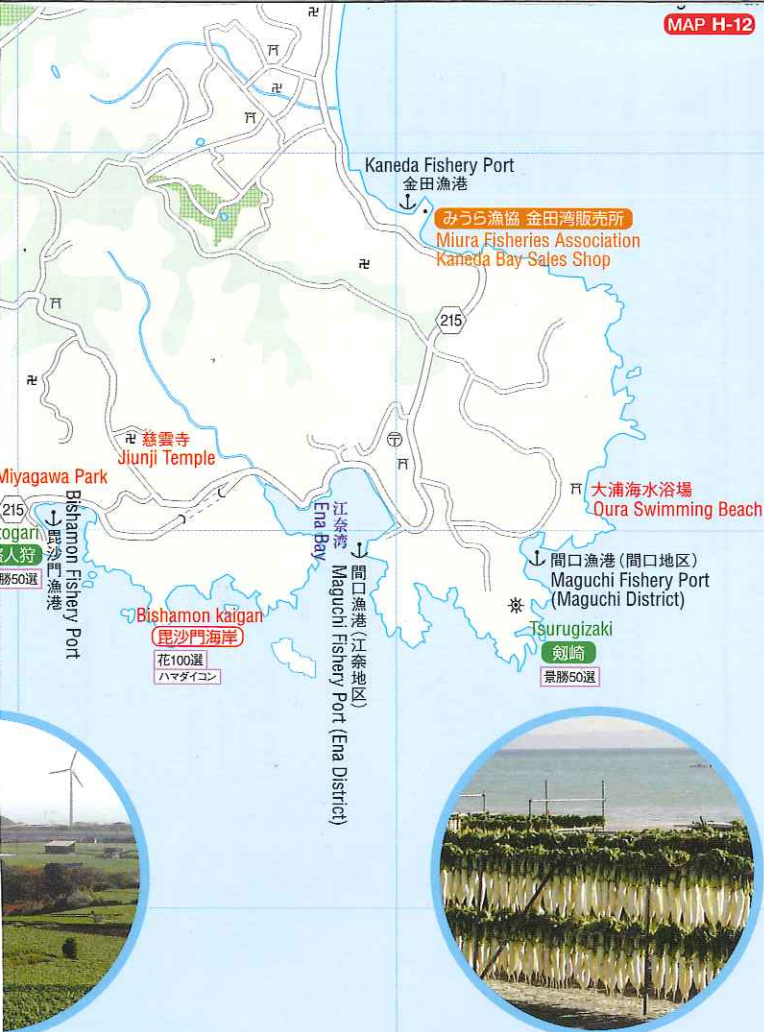 MAP H-12
Kaneda Fishery Port
金田漁港
みうら漁協 金田湾販売所
Miura Fisheries Association
Kaneda Bay Sales Shop
215
〒
慈雲寺
Jiunji Temple
Miyagawa Park
215
togari
人狩
勝50選
Bishamon Fishery Port
毘沙門漁港
江奈湾
Ena Bay
大浦海水浴場
Oura Swimming Beach
間口漁港(間口地区)
Maguchi Fishery Port
(Maguchi District)
間口漁港(江奈地区)
Maguchi Fishery Port (Ena District)
Bishamon kaigan
毘沙門海岸
花100選
ハマダイコン
Tsurugizaki
剱崎
景勝50選